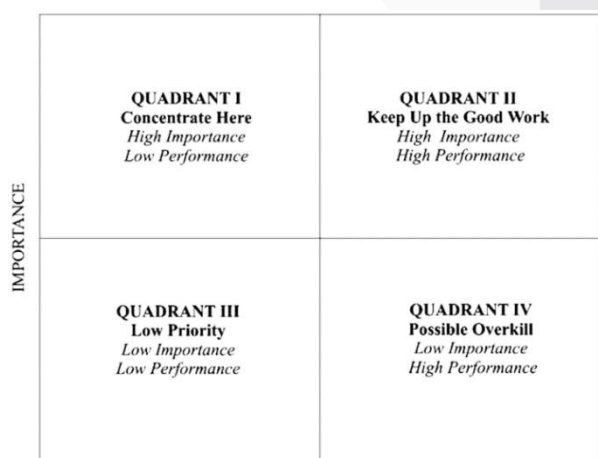 QUADRANT I
Concentrate Here
High Importance
Low Performance
QUADRANT II
Keep Up the Good Work
High Importance
High Performance
IMPORTANCE
QUADRANT III
Low Priority
Low Importance
Low Performance
QUADRANT IV
Possible Overkill
Low Importance
High Performance